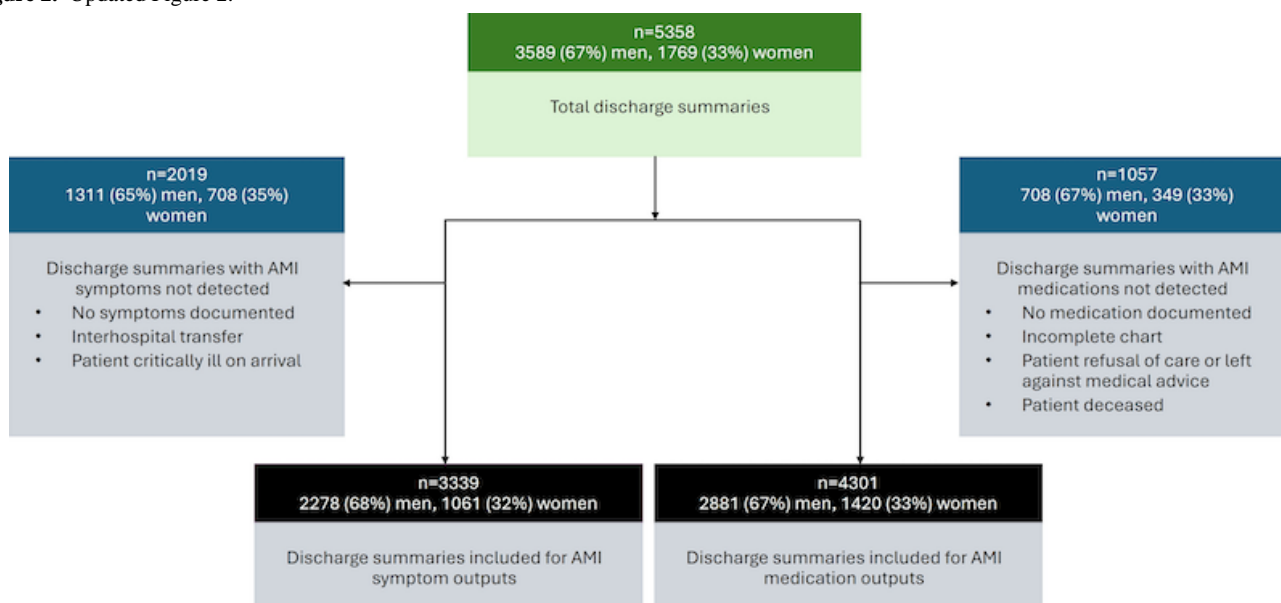 n=5358
3589 (67%) men, 1769 (33%) women
Total discharge summaries
n=2019
1311 (65%) men, 708 (35%)
women
Discharge summaries with AMI
symptoms not detected
• No symptoms documented
• Interhospital transfer
• Patient critically ill on arrival
n=1057
708 (67%) men, 349 (33%)
women
Discharge summaries with AMI
medications not detected
• No medication documented
• Incomplete chart
• Patient refusal of care or left
against medical advice
• Patient deceased
n=3339
2278 (68%) men, 1061 (32%) women
Discharge summaries included for AMI
symptom outputs
n=4301
2881 (67%) men, 1420 (33%) women
Discharge summaries included for AMI
medication outputs